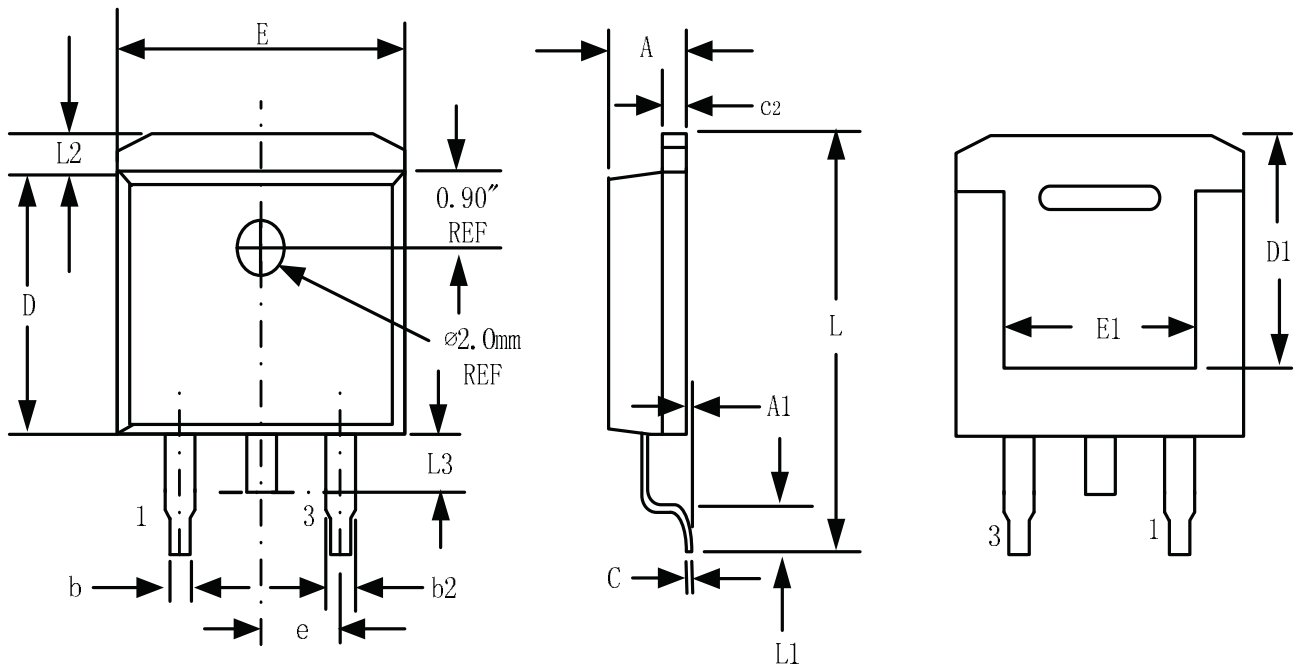 E
A
c2
L2
0.90"
REF
D1
D
L
E1
⌀2.0mm
REF
A1
L3
1
3
3
1
b
b2
C
e
L1